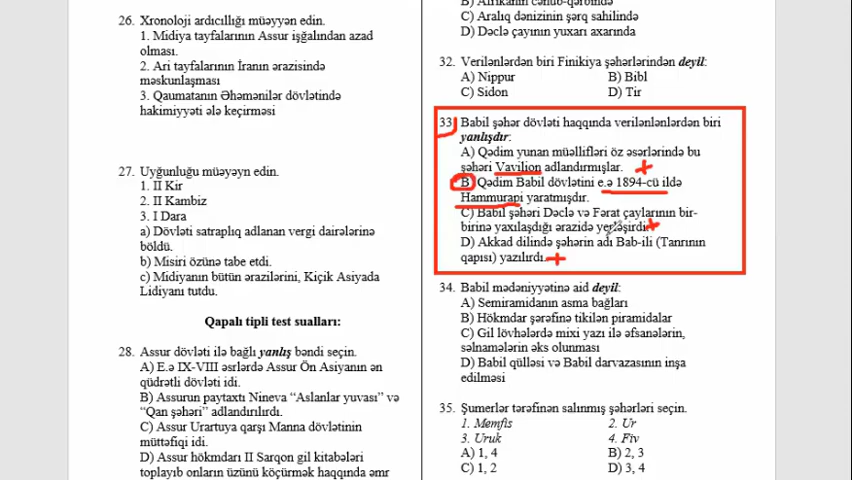 26. Xronoloji ardıcıllığı müəyyən edin.
1. Midiya tayfalarının Assur işğalından azad
olması.
2. Ari tayfalarının İranın ərazisində
məskunlaşması
3. Qaumatanın Əhəmənilər dövlətində
hakimiyyəti ələ keçirməsi
27. Uyğunluğu müəyyən edin.
1. II Kir
2. II Kambiz
3. I Dara
a) Dövləti satraplıq adlanan vergi dairələrinə
böldü.
b) Misiri özünə tabe etdi.
c) Midiyanın bütün ərazilərini, Kiçik Asiyada
Lidiyanı tutdu.
Qapalı tipli test sualları:
28. Assur dövləti ilə bağlı yanlış bəndi seçin.
A) E.ə IX-VIII əsrlərdə Assur Ön Asiyanın ən
qüdrətli dövləti idi.
B) Assurun paytaxtı Nineva “Aslanlar yuvası” və
“Qan şəhəri” adlandırılırdı.
C) Assur Urartuya qarşı Manna dövlətinin
müttəfiqi idi.
D) Assur hökmdarı II Sarqon gil kitabələri
toplayıb onların üzünü köçürmək haqqında əmr
B) Afrikanın cənub-qərbində
C) Aralıq dənizinin şərq sahilində
D) Dəclə çayının yuxarı axarında
32. Verilənlərdən biri Finikiya şəhərlərindən deyil:
A) Nippur B) Bibl
C) Sidon D) Tir
33. Babil şəhər dövləti haqqında verilənlənlərdən biri
yanlışdır:
A) Qədim yunan müəllifləri öz əsərlərində bu
şəhəri Vavilion adlandırmışlar. +
B) Qədim Babil dövlətini e.ə 1894-cü ildə
Hammurapi yaratmışdır.
C) Babil şəhəri Dəclə və Fərat çaylarının bir-
birinə yaxılaşdığı ərazidə yerləşirdi. +
D) Akkad dilində şəhərin adı Bab-ili (Tanrının
qapısı) yazılırdı. +
34. Babil mədəniyyətinə aid deyil:
A) Semiramidanın asma bağları
B) Hökmdar şərəfinə tikilən piramidalar
C) Gil lövhələrdə mixi yazı ilə əfsanələrin,
səlnamələrin əks olunması
D) Babil qülləsi və Babil darvazasının inşa
edilməsi
35. Şumerlər tərəfinən salınmış şəhərləri seçin.
1. Memfis 2. Ur
3. Uruk 4. Fiv
A) 1, 4 B) 2, 3
C) 1, 2 D) 3, 4